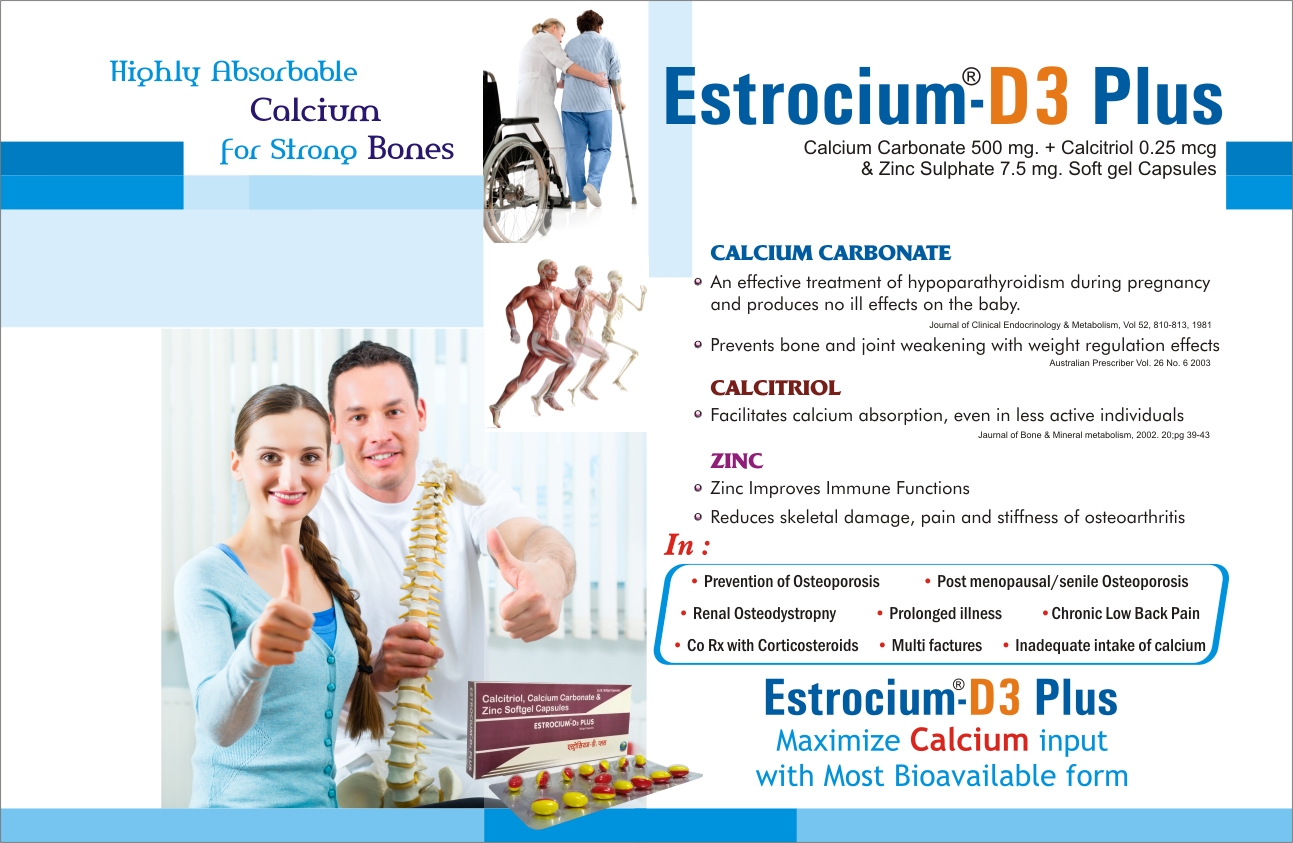 Highly Absorbable
Calcium
for Strong Bones
Estrocium®-D3 Plus
Calcium Carbonate 500 mg. + Calcitriol 0.25 mcg
& Zinc Sulphate 7.5 mg. Soft gel Capsules
CALCIUM CARBONATE
An effective treatment of hypoparathyroidism during pregnancy
and produces no ill effects on the baby.
Journal of Clinical Endocrinology & Metabolism, Vol 52, 810-813, 1981
Prevents bone and joint weakening with weight regulation effects
Australian Prescriber Vol. 26 No. 6 2003
CALCITRIOL
Facilitates calcium absorption, even in less active individuals
Jaurnal of Bone & Mineral metabolism, 2002. 20;pg 39-43
ZINC
Zinc Improves Immune Functions
Reduces skeletal damage, pain and stiffness of osteoarthritis
In :
• Prevention of Osteoporosis • Post menopausal/senile Osteoporosis
• Renal Osteodystropny • Prolonged illness • Chronic Low Back Pain
• Co Rx with Corticosteroids • Multi factures • Inadequate intake of calcium
Calcitriol, Calcium Carbonate &
Zinc Softgel Capsules
ESTROCIUM-D3 PLUS
एस्ट्रोसियम-डी3 प्लस
ESTROCIUM-D3 PLUS
Estrocium®-D3 Plus
Maximize Calcium input
with Most Bioavailable form